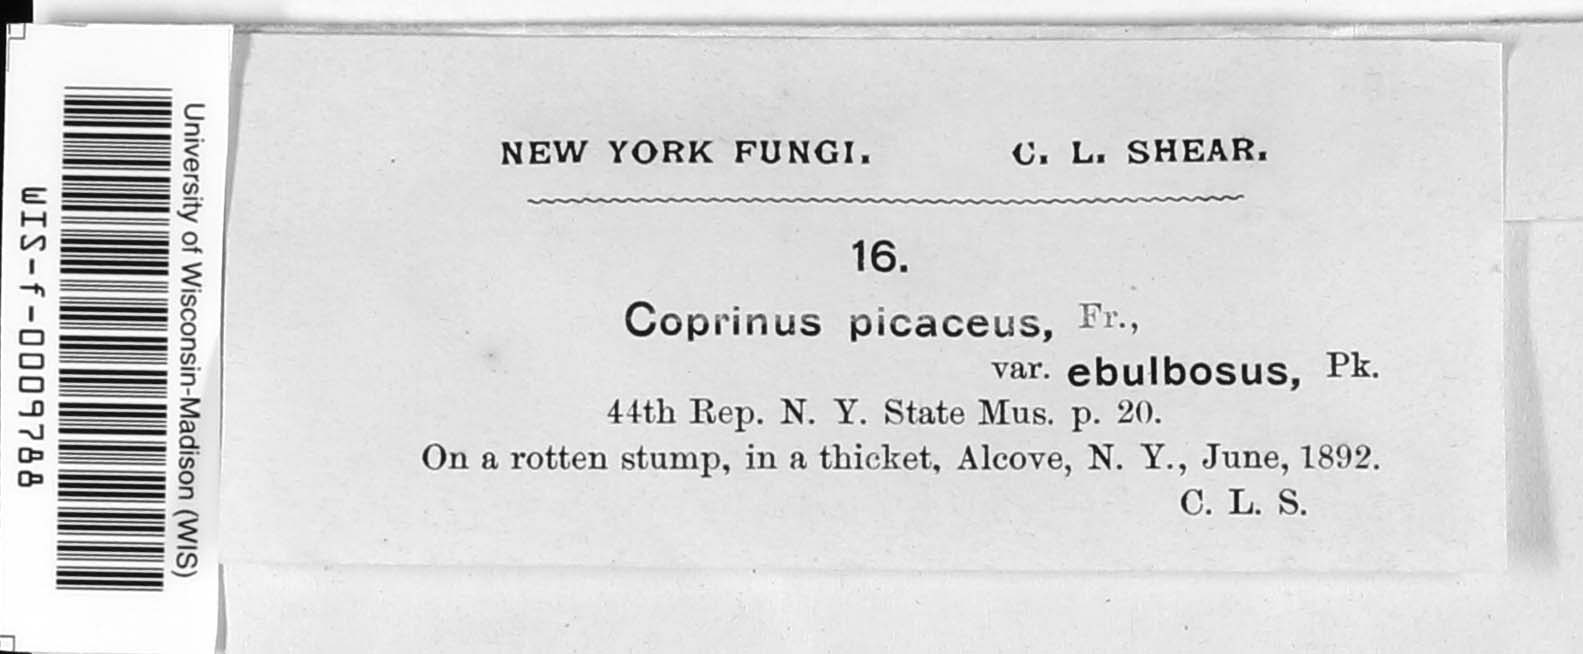 University of Wisconsin-Madison (WIS)
WIS-f-0009788
NEW YORK FUNGI. C. L. SHEAR.
16.
Coprinus picaceus, Fr.,
var. ebulbosus, Pk.
44th Rep. N. Y. State Mus. p. 20.
On a rotten stump, in a thicket, Alcove, N. Y., June, 1892.
C. L. S.